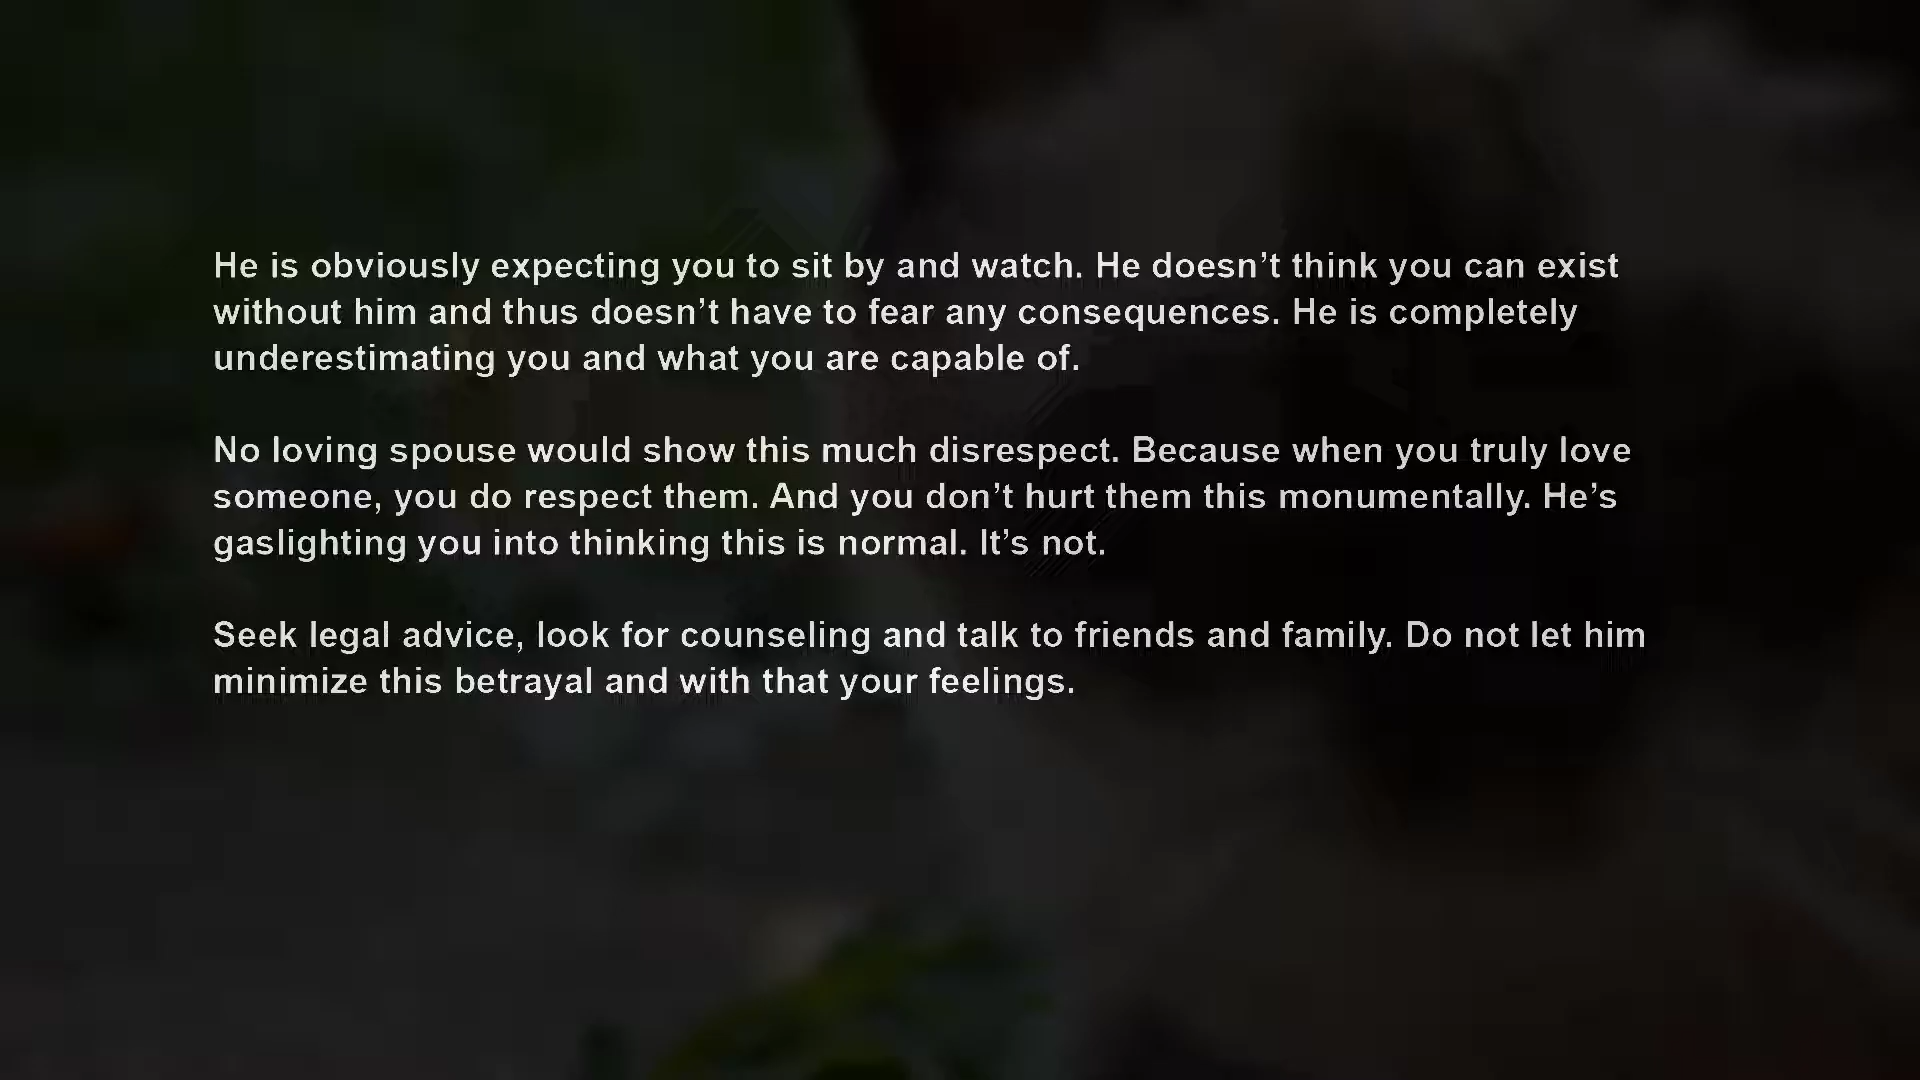 He is obviously expecting you to sit by and watch. He doesn’t think you can exist
without him and thus doesn’t have to fear any consequences. He is completely
underestimating you and what you are capable of.
No loving spouse would show this much disrespect. Because when you truly love
someone, you do respect them. And you don’t hurt them this monumentally. He’s
gaslighting you into thinking this is normal. It’s not.
Seek legal advice, look for counseling and talk to friends and family. Do not let him
minimize this betrayal and with that your feelings.